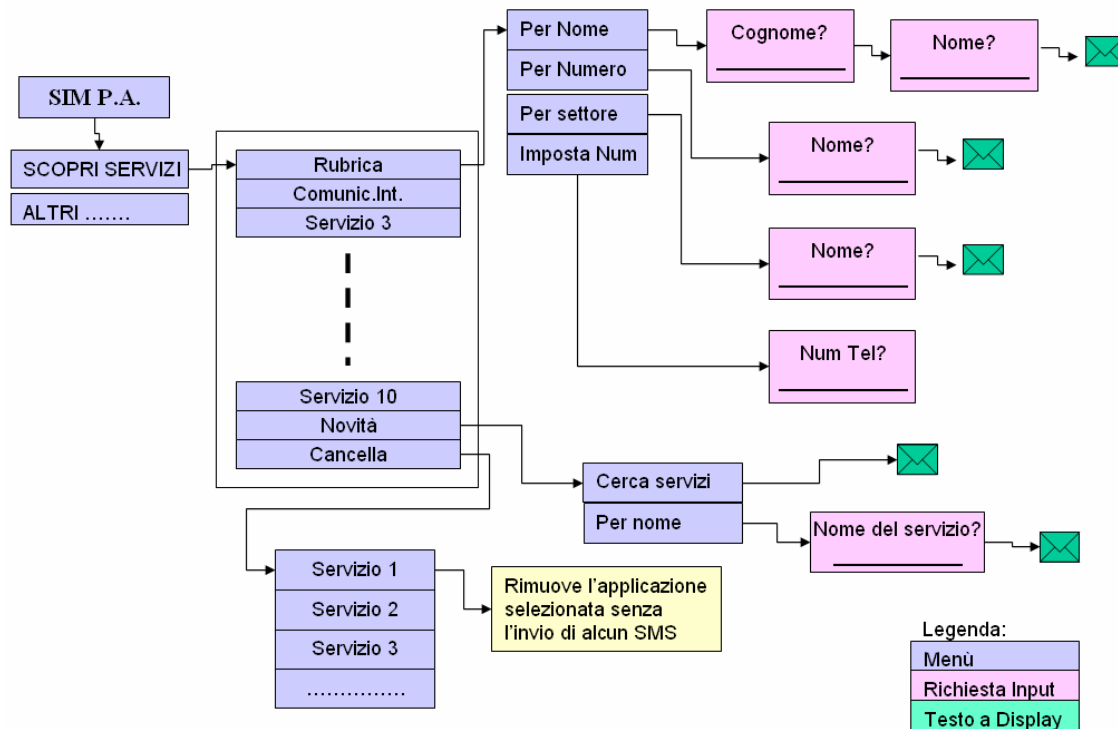 SIM P.A.
SCOPRI SERVIZI
ALTRI …….
Rubrica
Comunic.Int.
Servizio 3
Servizio 10
Novità
Cancella
Per Nome
Per Numero
Per settore
Imposta Num
Cognome?
Nome?
Nome?
Nome?
Num Tel?
Cerca servizi
Per nome
Nome del servizio?
Servizio 1
Servizio 2
Servizio 3
……………
Rimuove l’applicazione
selezionata senza
l’invio di alcun SMS
Legenda:
Menù
Richiesta Input
Testo a Display